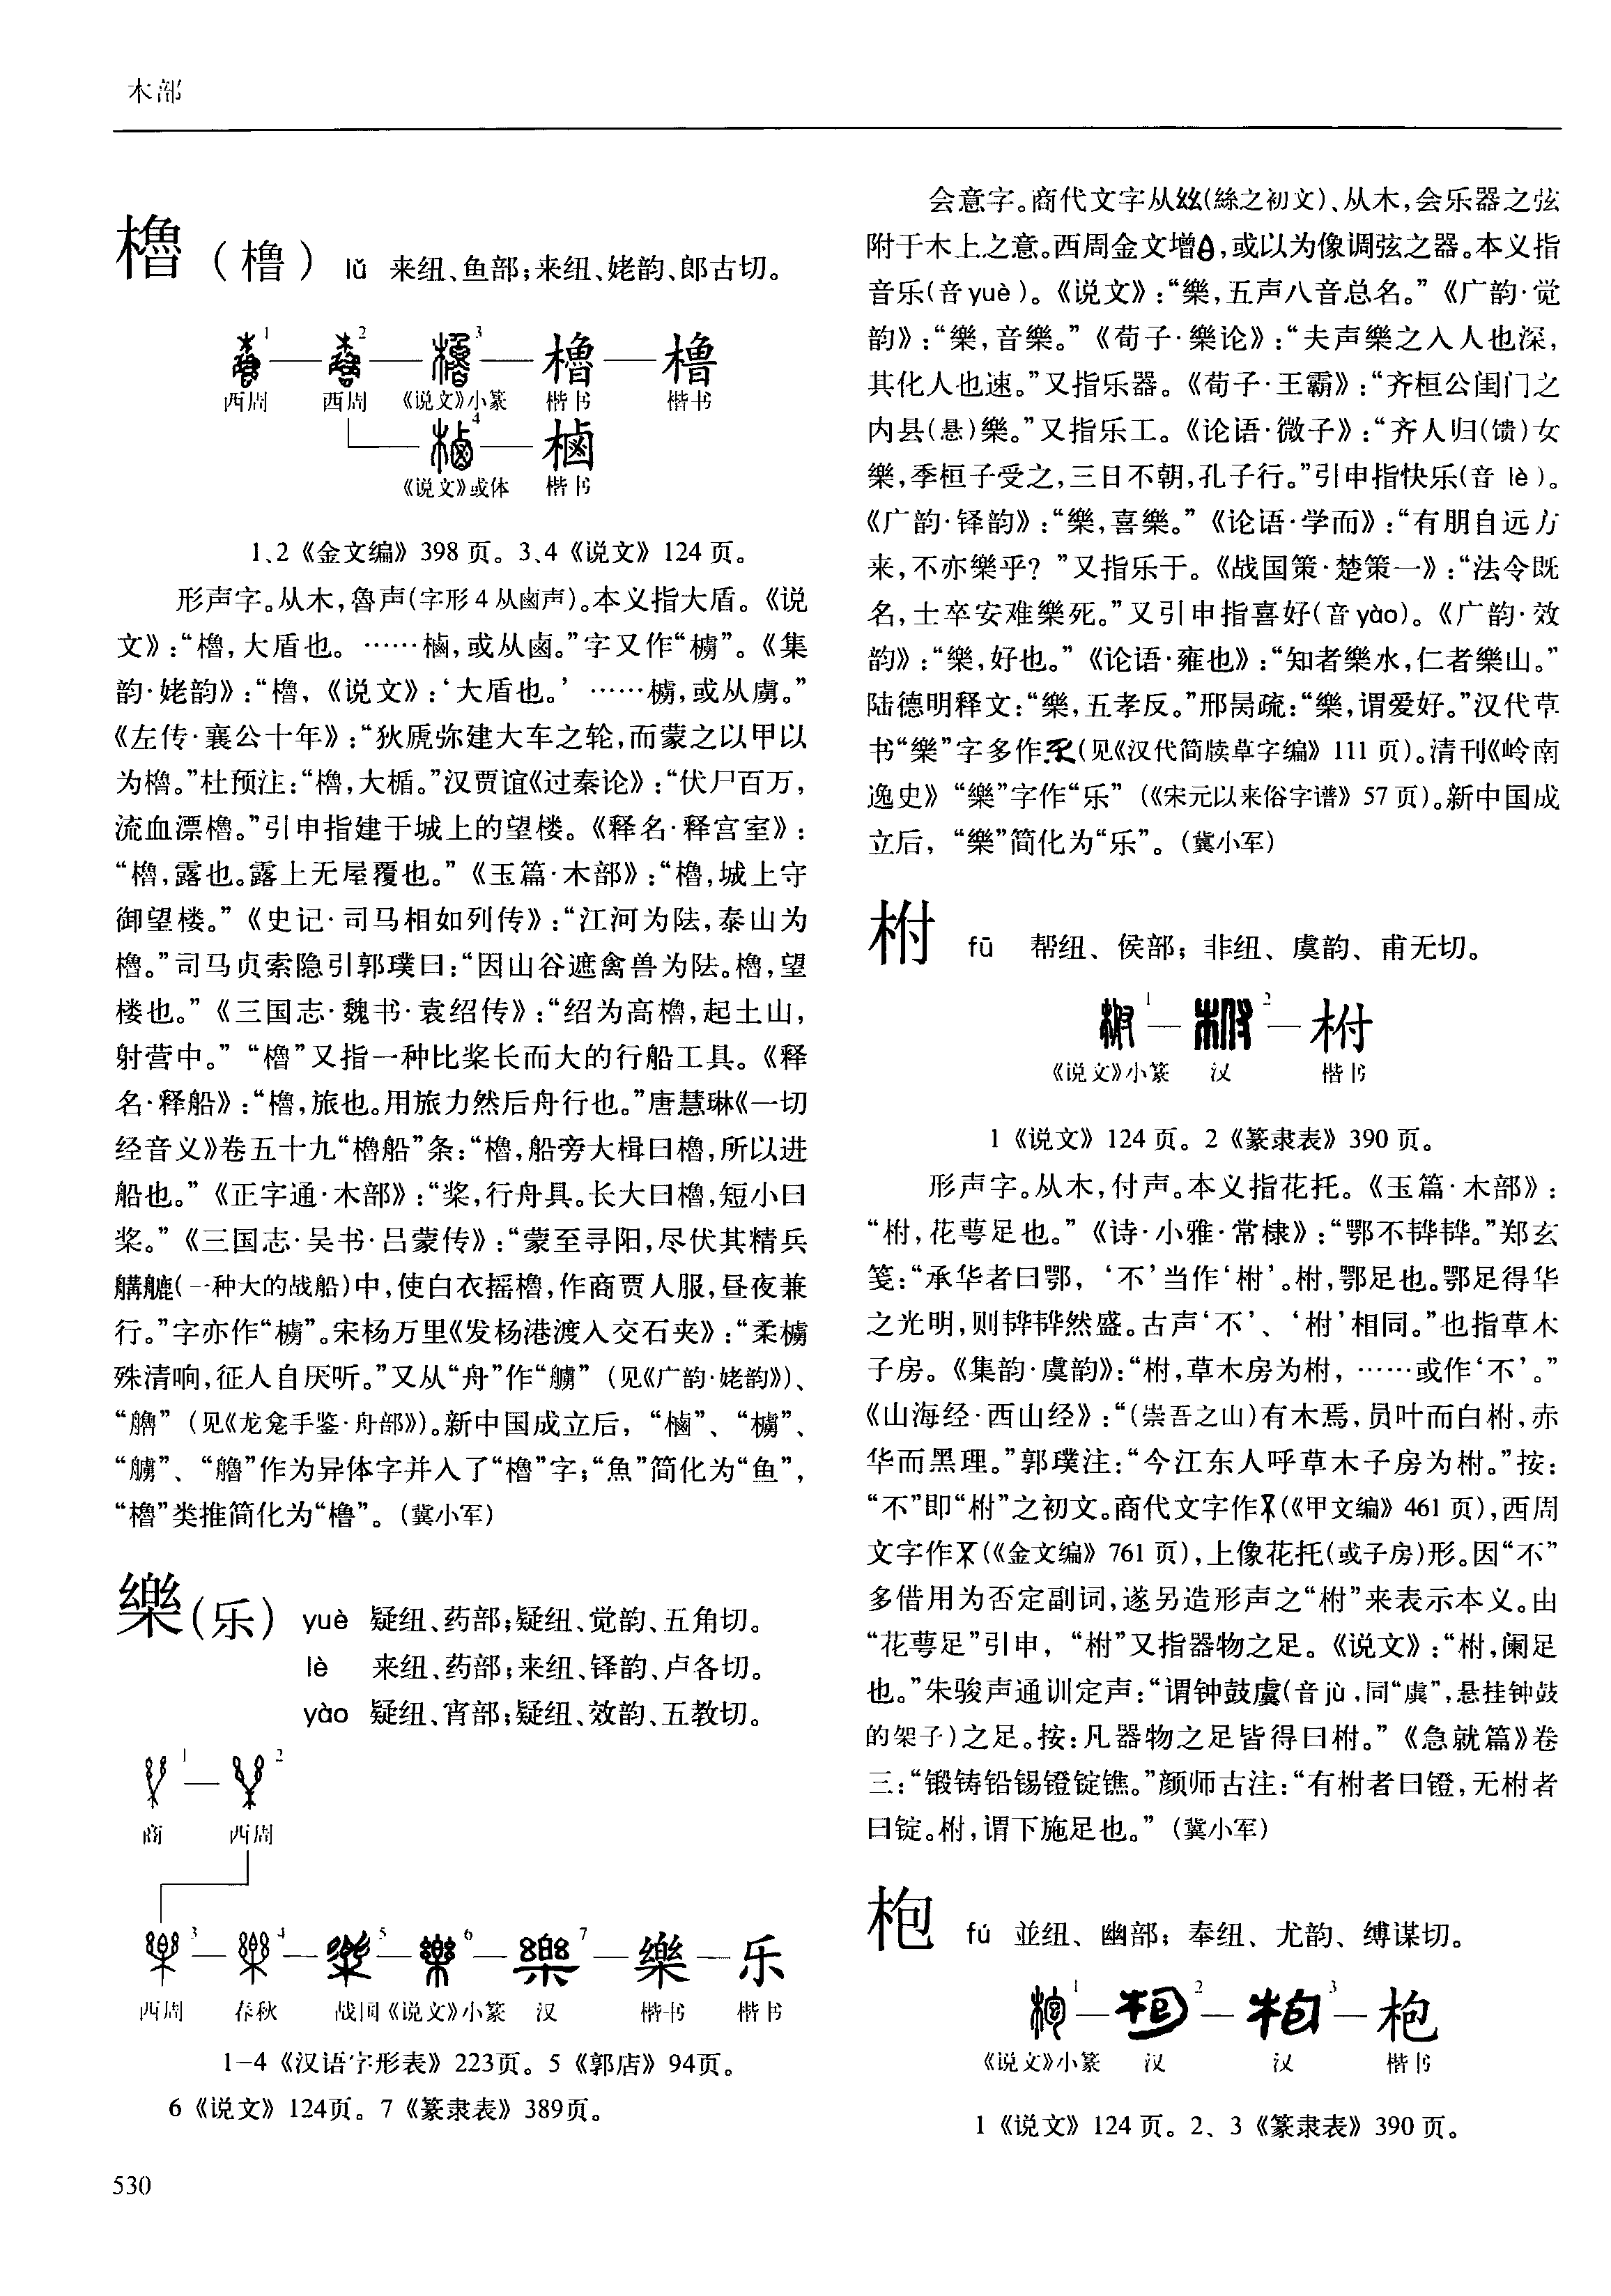 木部
櫓（橹） lǔ 来纽、鱼部；来纽、姥韵、郎古切。
1 2 3 櫓 橹
西周 西周 《说文》小篆 楷书 楷书
4 樐
《说文》或体 楷书
1、2《金文编》398页。3、4《说文》124页。
形声字。从木，魯声（字形4从鹵声）。本义指大盾。《说
文》：“櫓，大盾也。……樐，或从鹵。”字又作“㯭”。《集
韵·姥韵》：“櫓，《说文》：‘大盾也。’……㯭，或从虏。”
《左传·襄公十年》：“狄虒弥建大车之轮，而蒙之以甲以
为櫓。”杜预注：“櫓，大楯。”汉贾谊《过秦论》：“伏尸百万，
流血漂櫓。”引申指建于城上的望楼。《释名·释宫室》：
“櫓，露也。露上无屋覆也。”《玉篇·木部》：“櫓，城上守
御望楼。”《史记·司马相如列传》：“江河为阹，泰山为
櫓。”司马贞索隐引郭璞曰：“因山谷遮禽兽为阹。櫓，望
楼也。”《三国志·魏书·袁绍传》：“绍为高櫓，起土山，
射营中。”“櫓”又指一种比桨长而大的行船工具。《释
名·释船》：“櫓，旅也。用旅力然后舟行也。”唐慧琳《一切
经音义》卷五十九“櫓船”条：“櫓，船旁大楫曰櫓，所以进
船也。”《正字通·木部》：“桨，行舟具。长大曰櫓，短小曰
桨。”《三国志·吴书·吕蒙传》：“蒙至寻阳，尽伏其精兵
𦩷𦪇（一种大的战船）中，使白衣摇櫓，作商贾人服，昼夜兼
行。”字亦作“㯭”。宋杨万里《发杨港渡入交石夹》：“柔㯭
殊清响，征人自厌听。”又从“舟”作“艣”（见《广韵·姥韵》）、
（见《龙龛手鉴·舟部》）。新中国成立后，“樐”、“㯭”、
“艣”、“艪”作为异体字并入了“櫓”字；“魚”简化为“鱼”，
“櫓”类推简化为“橹”。（冀小军）
樂（乐） yuè 疑纽、药部；疑纽、觉韵、五角切。
lè 来纽、药部；来纽、铎韵、卢各切。
yào 疑纽、宵部；疑纽、效韵、五教切。
1 2
商 西周
3 4 5 6 7 樂 乐
西周 春秋 战国 《说文》小篆 汉 楷书 楷书
1-4《汉语字形表》223页。5《郭店》94页。
6《说文》124页。7《篆隶表》389页。
会意字。商代文字从𢆶（絲之初文）、从木，会乐器之弦
附于木上之意。西周金文增，或以为像调弦之器。本义指
音乐（音yuè）。《说文》：“樂，五声八音总名。”《广韵·觉
韵》：“樂，音樂。”《荀子·樂论》：“夫声樂之入人也深，
其化人也速。”又指乐器。《荀子·王霸》：“齐桓公闺门之
内县（悬）樂。”又指乐工。《论语·微子》：“齐人归（馈）女
樂，季桓子受之，三日不朝，孔子行。”引申指快乐（音lè）。
《广韵·铎韵》：“樂，喜樂。”《论语·学而》：“有朋自远方
来，不亦樂乎？”又指乐于。《战国策·楚策一》：“法令既
名，士卒安难樂死。”又引申指喜好（音yào）。《广韵·效
韵》：“樂，好也。”《论语·雍也》：“知者樂水，仁者樂山。”
陆德明释文：“樂，五孝反。”邢昺疏：“樂，谓爱好。”汉代草
书“樂”字多作（见《汉代简牍草字编》111页）。清刊《岭南
逸史》“樂”字作“乐”（《宋元以来俗字谱》57页）。新中国成
立后，“樂”简化为“乐”。（冀小军）
柎 fū 帮纽、侯部；非纽、虞韵、甫无切。
1 2 柎
《说文》小篆 汉 楷书
1《说文》124页。2《篆隶表》390页。
形声字。从木，付声。本义指花托。《玉篇·木部》：
“柎，花萼足也。”《诗·小雅·常棣》：“鄂不韡韡。”郑玄
笺：“承华者曰鄂，‘不’当作‘柎’。柎，鄂足也。鄂足得华
之光明，则韡韡然盛。古声‘不’、‘柎’相同。”也指草木
子房。《集韵·虞韵》：“柎，草木房为柎，……或作‘不’。”
《山海经·西山经》：“（崇吾之山）有木焉，员叶而白柎，赤
华而黑理。”郭璞注：“今江东人呼草木子房为柎。”按：
“不”即“柎”之初文。商代文字作（《甲文编》461页），西周
文字作（《金文编》761页），上像花托（或子房）形。因“不”
多借用为否定副词，遂另造形声之“柎”来表示本义。由
“花萼足”引申，“柎”又指器物之足。《说文》：“柎，阑足
也。”朱骏声通训定声：“谓钟鼓虡（音jù，同“虞”，悬挂钟鼓
的架子）之足。按：凡器物之足皆得曰柎。”《急就篇》卷
三：“锻铸铅锡镫锭鐎。”颜师古注：“有柎者曰镫，无柎者
曰锭。柎，谓下施足也。”（冀小军）
枹 fú 並纽、幽部；奉纽、尤韵、缚谋切。
1 2 3 枹
《说文》小篆 汉 汉 楷书
1《说文》124页。2、3《篆隶表》390页。
530